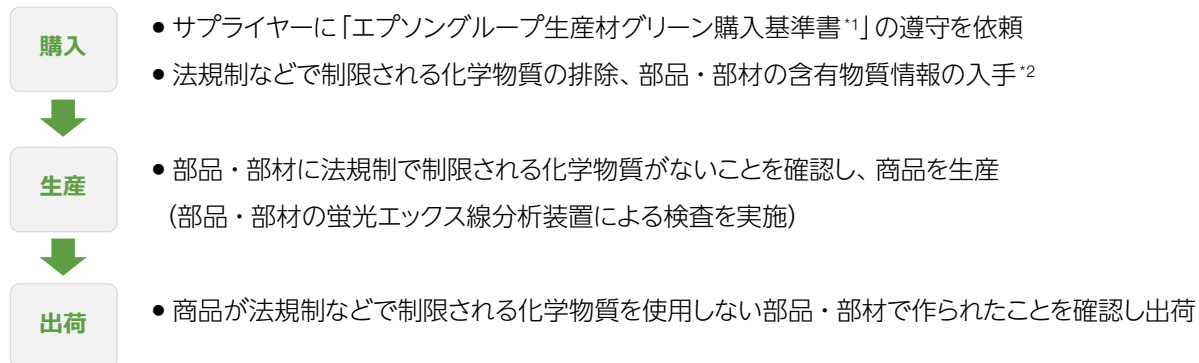 購入
● サプライヤーに「エプソングループ生産材グリーン購入基準書*1」の遵守を依頼
● 法規制などで制限される化学物質の排除、部品・部材の含有物質情報の入手*2
生産
● 部品・部材に法規制で制限される化学物質がないことを確認し、商品を生産
（部品・部材の蛍光エックス線分析装置による検査を実施）
出荷
● 商品が法規制などで制限される化学物質を使用しない部品・部材で作られたことを確認し出荷